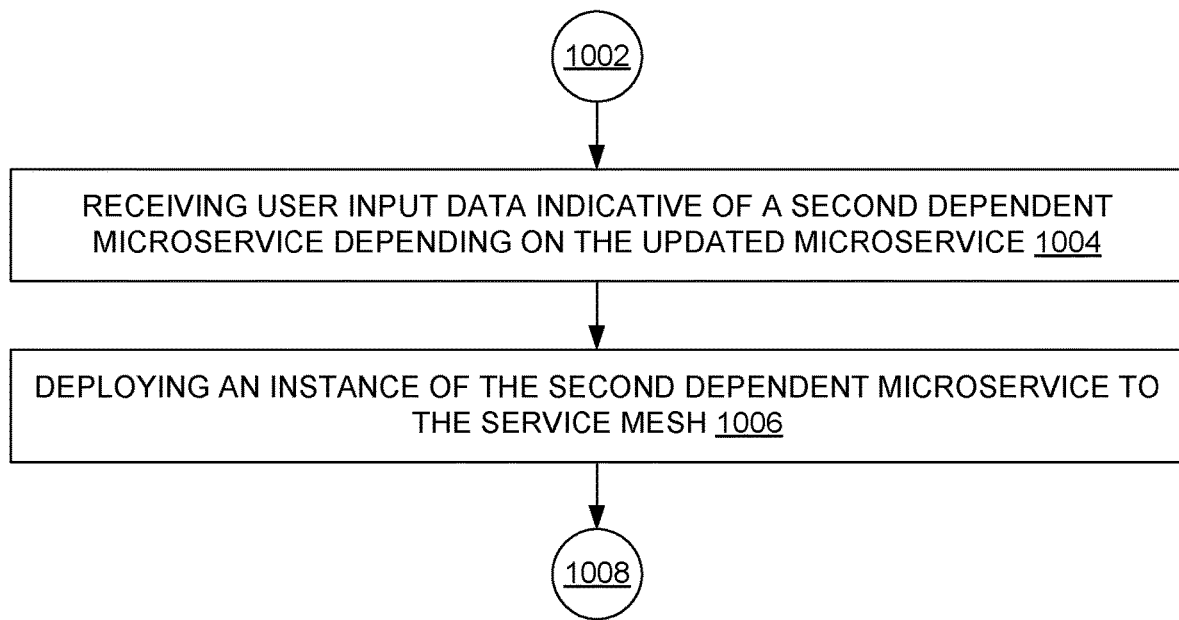 1002
RECEIVING USER INPUT DATA INDICATIVE OF A SECOND DEPENDENT
MICROSERVICE DEPENDING ON THE UPDATED MICROSERVICE 1004
DEPLOYING AN INSTANCE OF THE SECOND DEPENDENT MICROSERVICE TO
THE SERVICE MESH 1006
1008